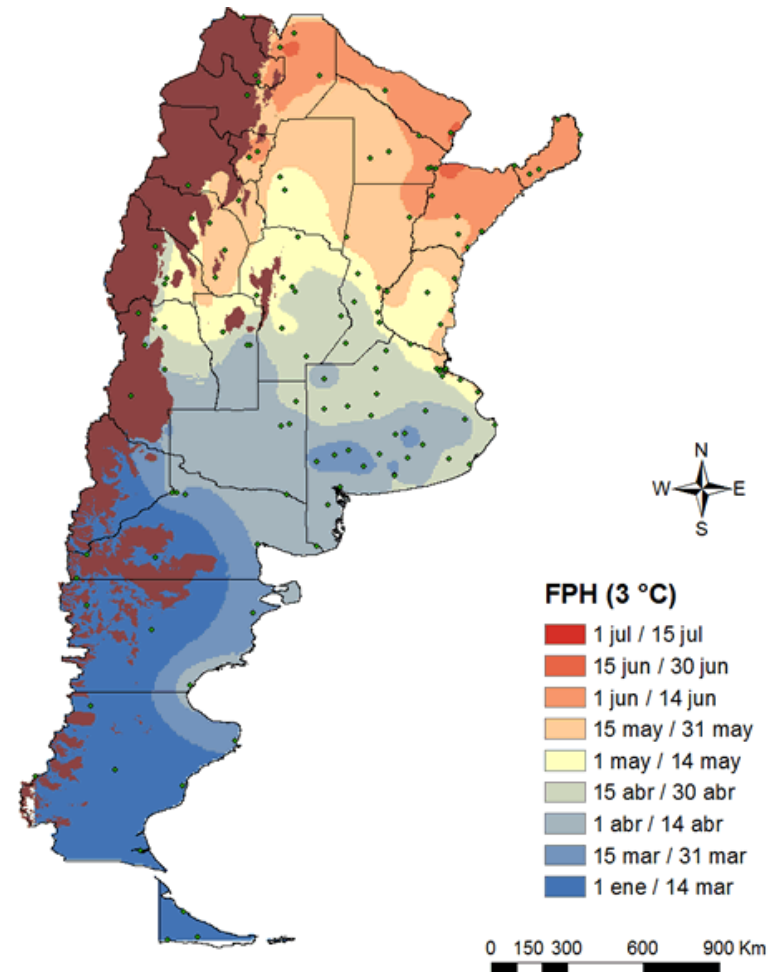 N
W E
S
FPH (3 °C)
1 jul / 15 jul
15 jun / 30 jun
1 jun / 14 jun
15 may / 31 may
1 may / 14 may
15 abr / 30 abr
1 abr / 14 abr
15 mar / 31 mar
1 ene / 14 mar
0 150 300 600 900 Km